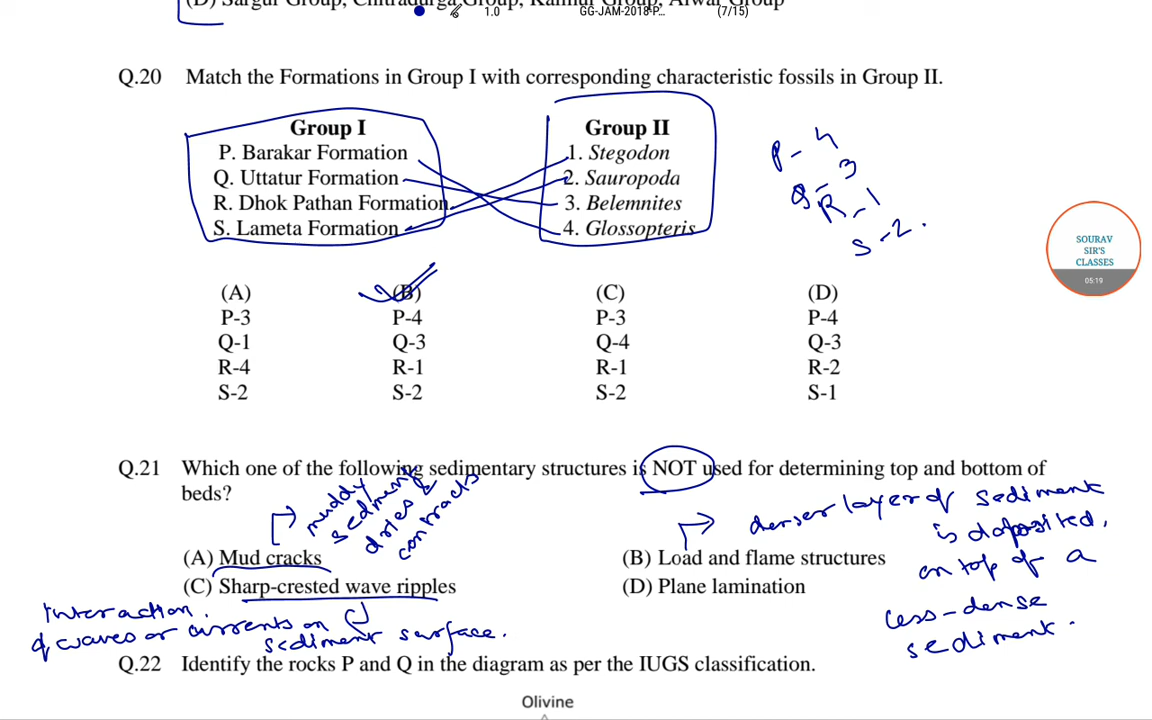 (D) Sargur Group, Chitradurga Group, Kaimur Group, Alwar Group
1.0 GG-JAM-2018-P... (7/15)
Q.20 Match the Formations in Group I with corresponding characteristic fossils in Group II.
Group I Group II
P. Barakar Formation 1. Stegodon
Q. Uttatur Formation 2. Sauropoda
R. Dhok Pathan Formation 3. Belemnites
S. Lameta Formation 4. Glossopteris
P-4
Q-3
R-1
S-2.
SOURAV
SIR'S
CLASSES
05:19
(A) (B) (C) (D)
P-3 P-4 P-3 P-4
Q-1 Q-3 Q-4 Q-3
R-4 R-1 R-1 R-2
S-2 S-2 S-2 S-1
Q.21 Which one of the following sedimentary structures is NOT used for determining top and bottom of
beds?
muddy
sediment
dries &
contracts
denser layer of sediment
is deposited,
on top of a
less-dense
sediment.
(A) Mud cracks (B) Load and flame structures
(C) Sharp-crested wave ripples (D) Plane lamination
Interaction
of waves or currents on
sediment surface.
Q.22 Identify the rocks P and Q in the diagram as per the IUGS classification.
Olivine